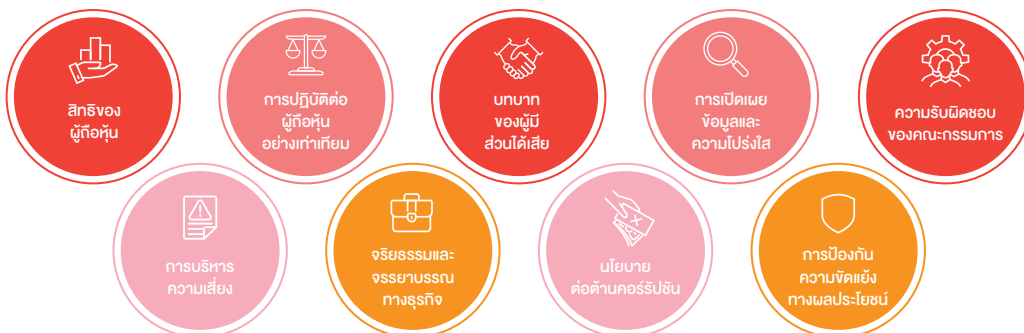 สิทธิของ
ผู้ถือหุ้น
การปฏิบัติต่อ
ผู้ถือหุ้น
อย่างเท่าเทียม
บทบาท
ของผู้มี
ส่วนได้เสีย
การเปิดเผย
ข้อมูลและ
ความโปร่งใส
ความรับผิดชอบ
ของคณะกรรมการ
การบริหาร
ความเสี่ยง
จริยธรรมและ
จรรยาบรรณ
ทางธุรกิจ
นโยบาย
ต่อต้านคอร์รัปชัน
การป้องกัน
ความขัดแย้ง
ทางผลประโยชน์